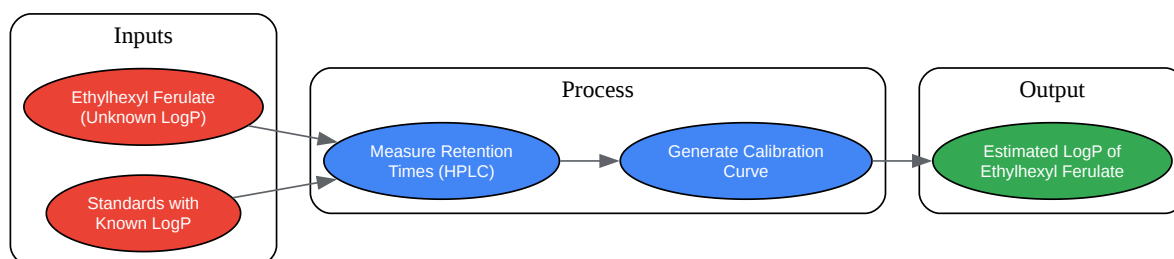 Inputs
Ethylhexyl Ferulate
(Unknown LogP)
Standards with
Known LogP
Process
Measure Retention
Times (HPLC)
Generate Calibration
Curve
Output
Estimated LogP of
Ethylhexyl Ferulate